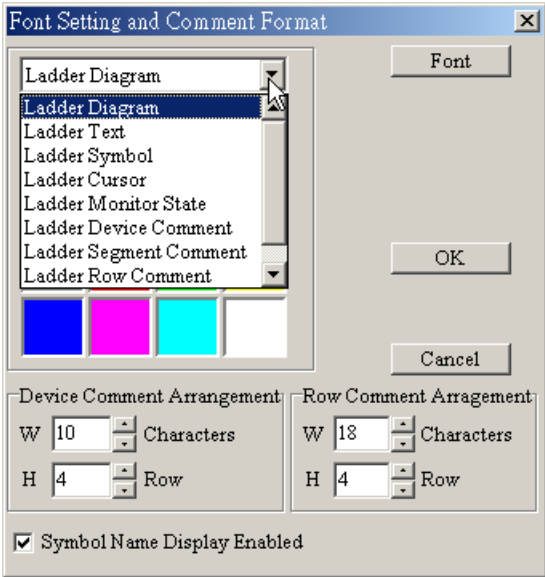 Font Setting and Comment Format
Ladder Diagram
Font
Ladder Diagram
Ladder Text
Ladder Symbol
Ladder Cursor
Ladder Monitor State
Ladder Device Comment
Ladder Segment Comment
Ladder Row Comment
OK
Cancel
Device Comment Arrangement
W 10 Characters
H 4 Row
Row Comment Arragement
W 18 Characters
H 4 Row
Symbol Name Display Enabled